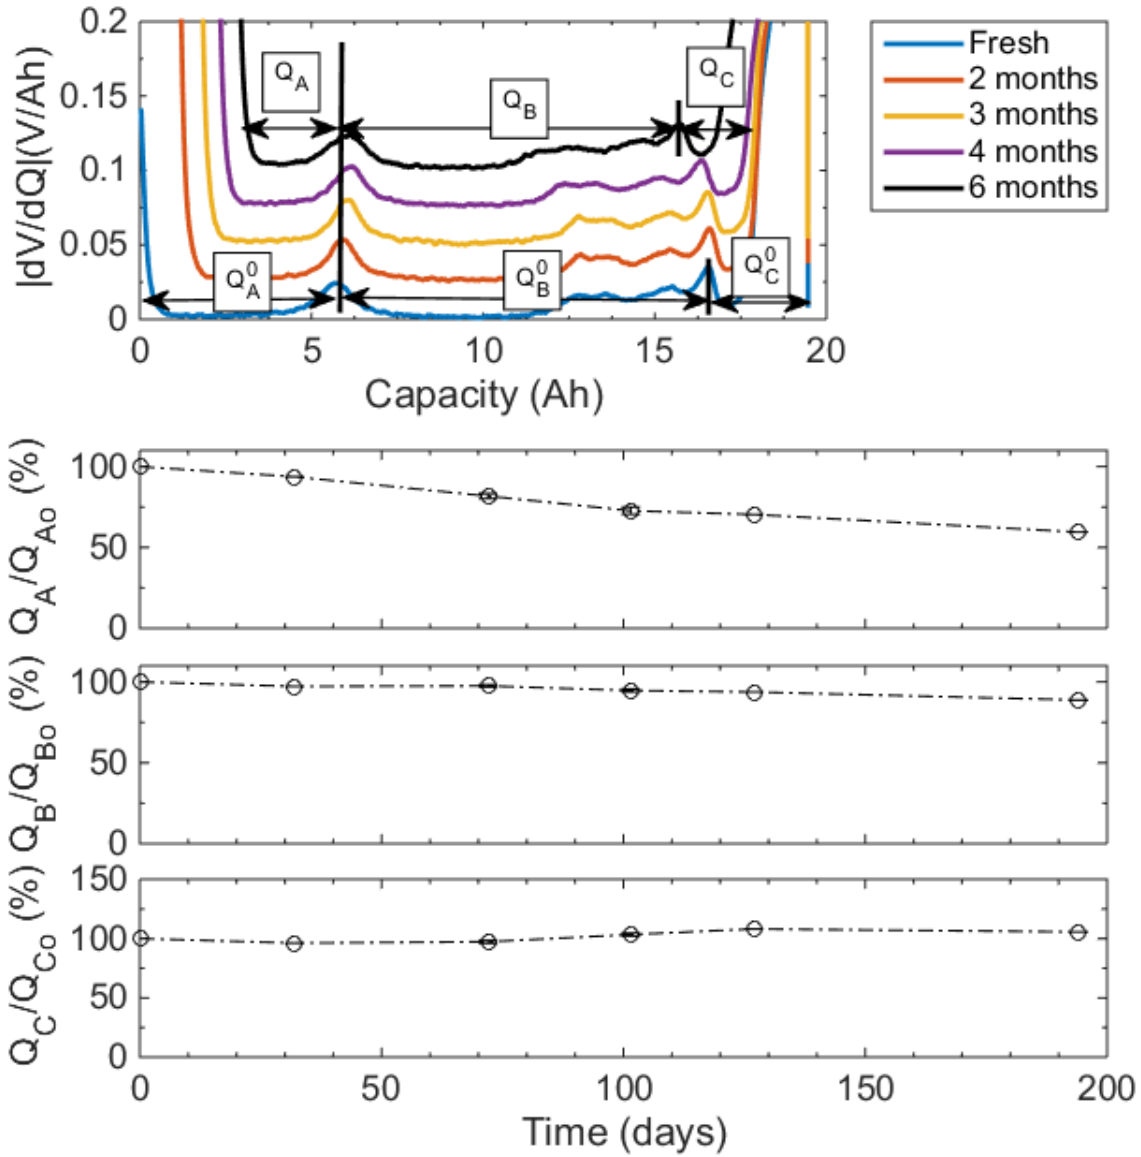 |dV/dQ|(V/Ah)
0.2
0.15
0.1
0.05
0
Q_A
Q_B
Q_C
Q_A^0
Q_B^0
Q_C^0
0 5 10 15 20
Capacity (Ah)
Fresh
2 months
3 months
4 months
6 months
Q_A/Q_Ao (%)
100
50
0
Q_B/Q_Bo (%)
100
50
0
Q_C/Q_Co (%)
150
100
50
0
0 50 100 150 200
Time (days)